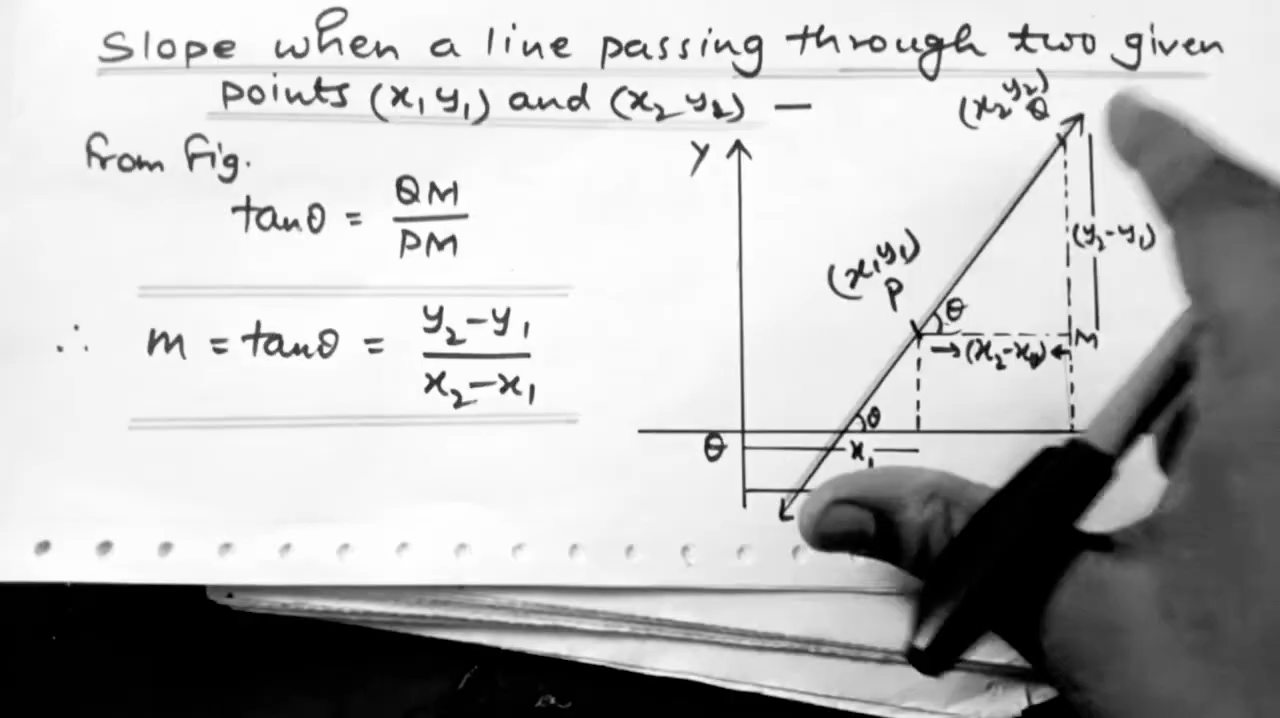 Slope when a line passing through two given
points (x₁ y₁) and (x₂ y₂) —
from Fig.
tanθ = QM / PM
∴ m = tanθ = y₂-y₁ / x₂-x₁
(x₂ y₂)
Q
Y
(y₂-y₁)
(x₁ y₁)
P
θ
M
(x₂-x₁)
θ
O
x₁